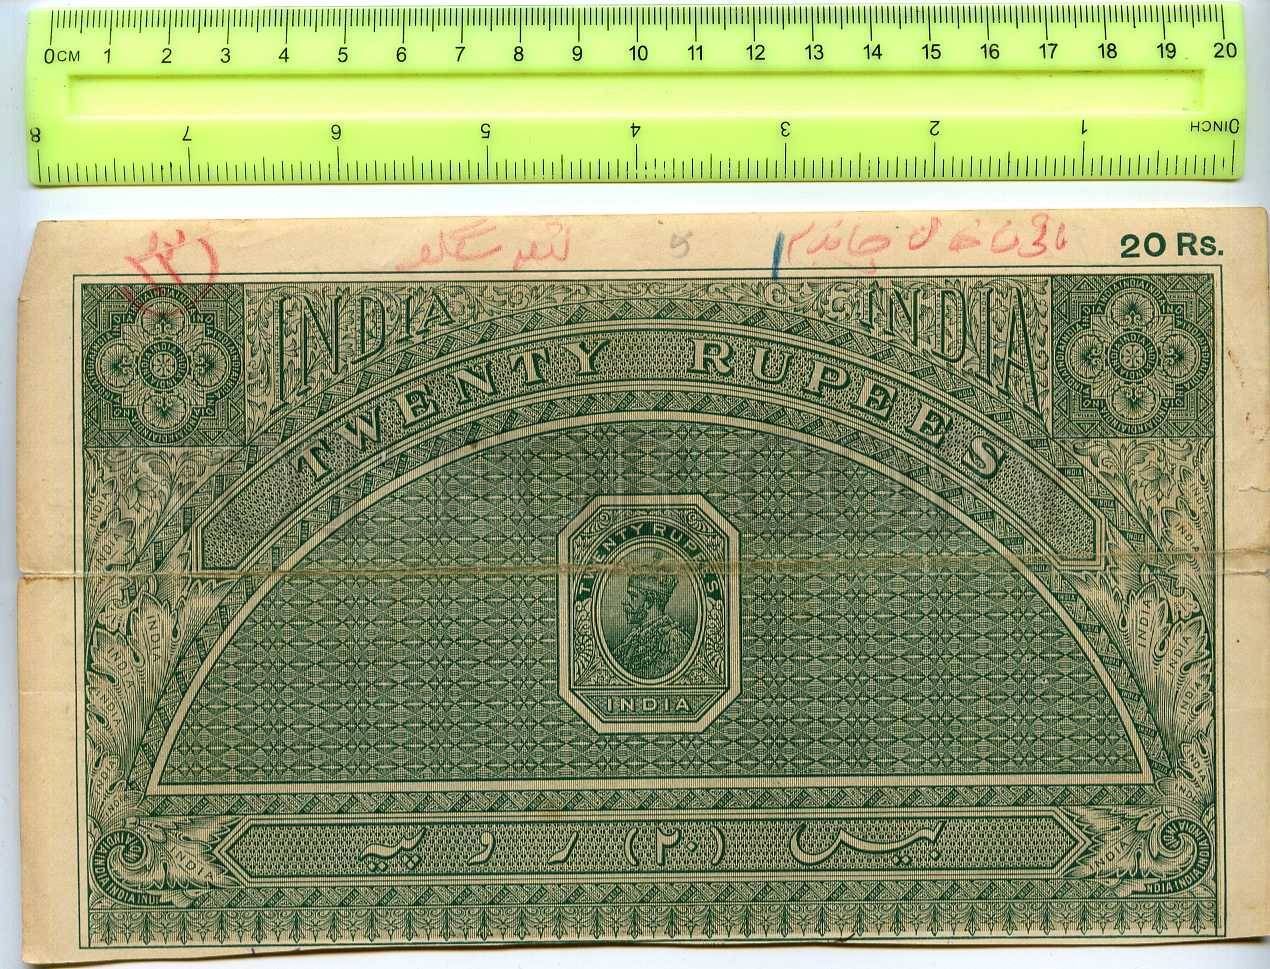 0CM 1 2 3 4 5 6 7 8 9 10 11 12 13 14 15 16 17 18 19 20
8 7 6 5 4 3 2 1 0INCH
20 Rs.
(٣)
INDIA INDIA
TWENTY RUPEES
TWENTY RUPEES
INDIA
بیس (۲۰) روپیہ